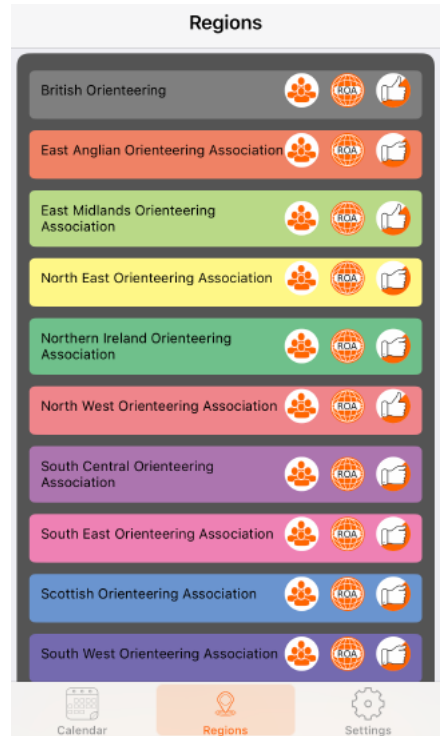 Regions
British Orienteering
ROA
East Anglian Orienteering Association
ROA
East Midlands Orienteering
Association
ROA
North East Orienteering Association
ROA
Northern Ireland Orienteering
Association
ROA
North West Orienteering Association
ROA
South Central Orienteering
Association
ROA
South East Orienteering Association
ROA
Scottish Orienteering Association
ROA
South West Orienteering Association
ROA
Calendar
Regions
Settings